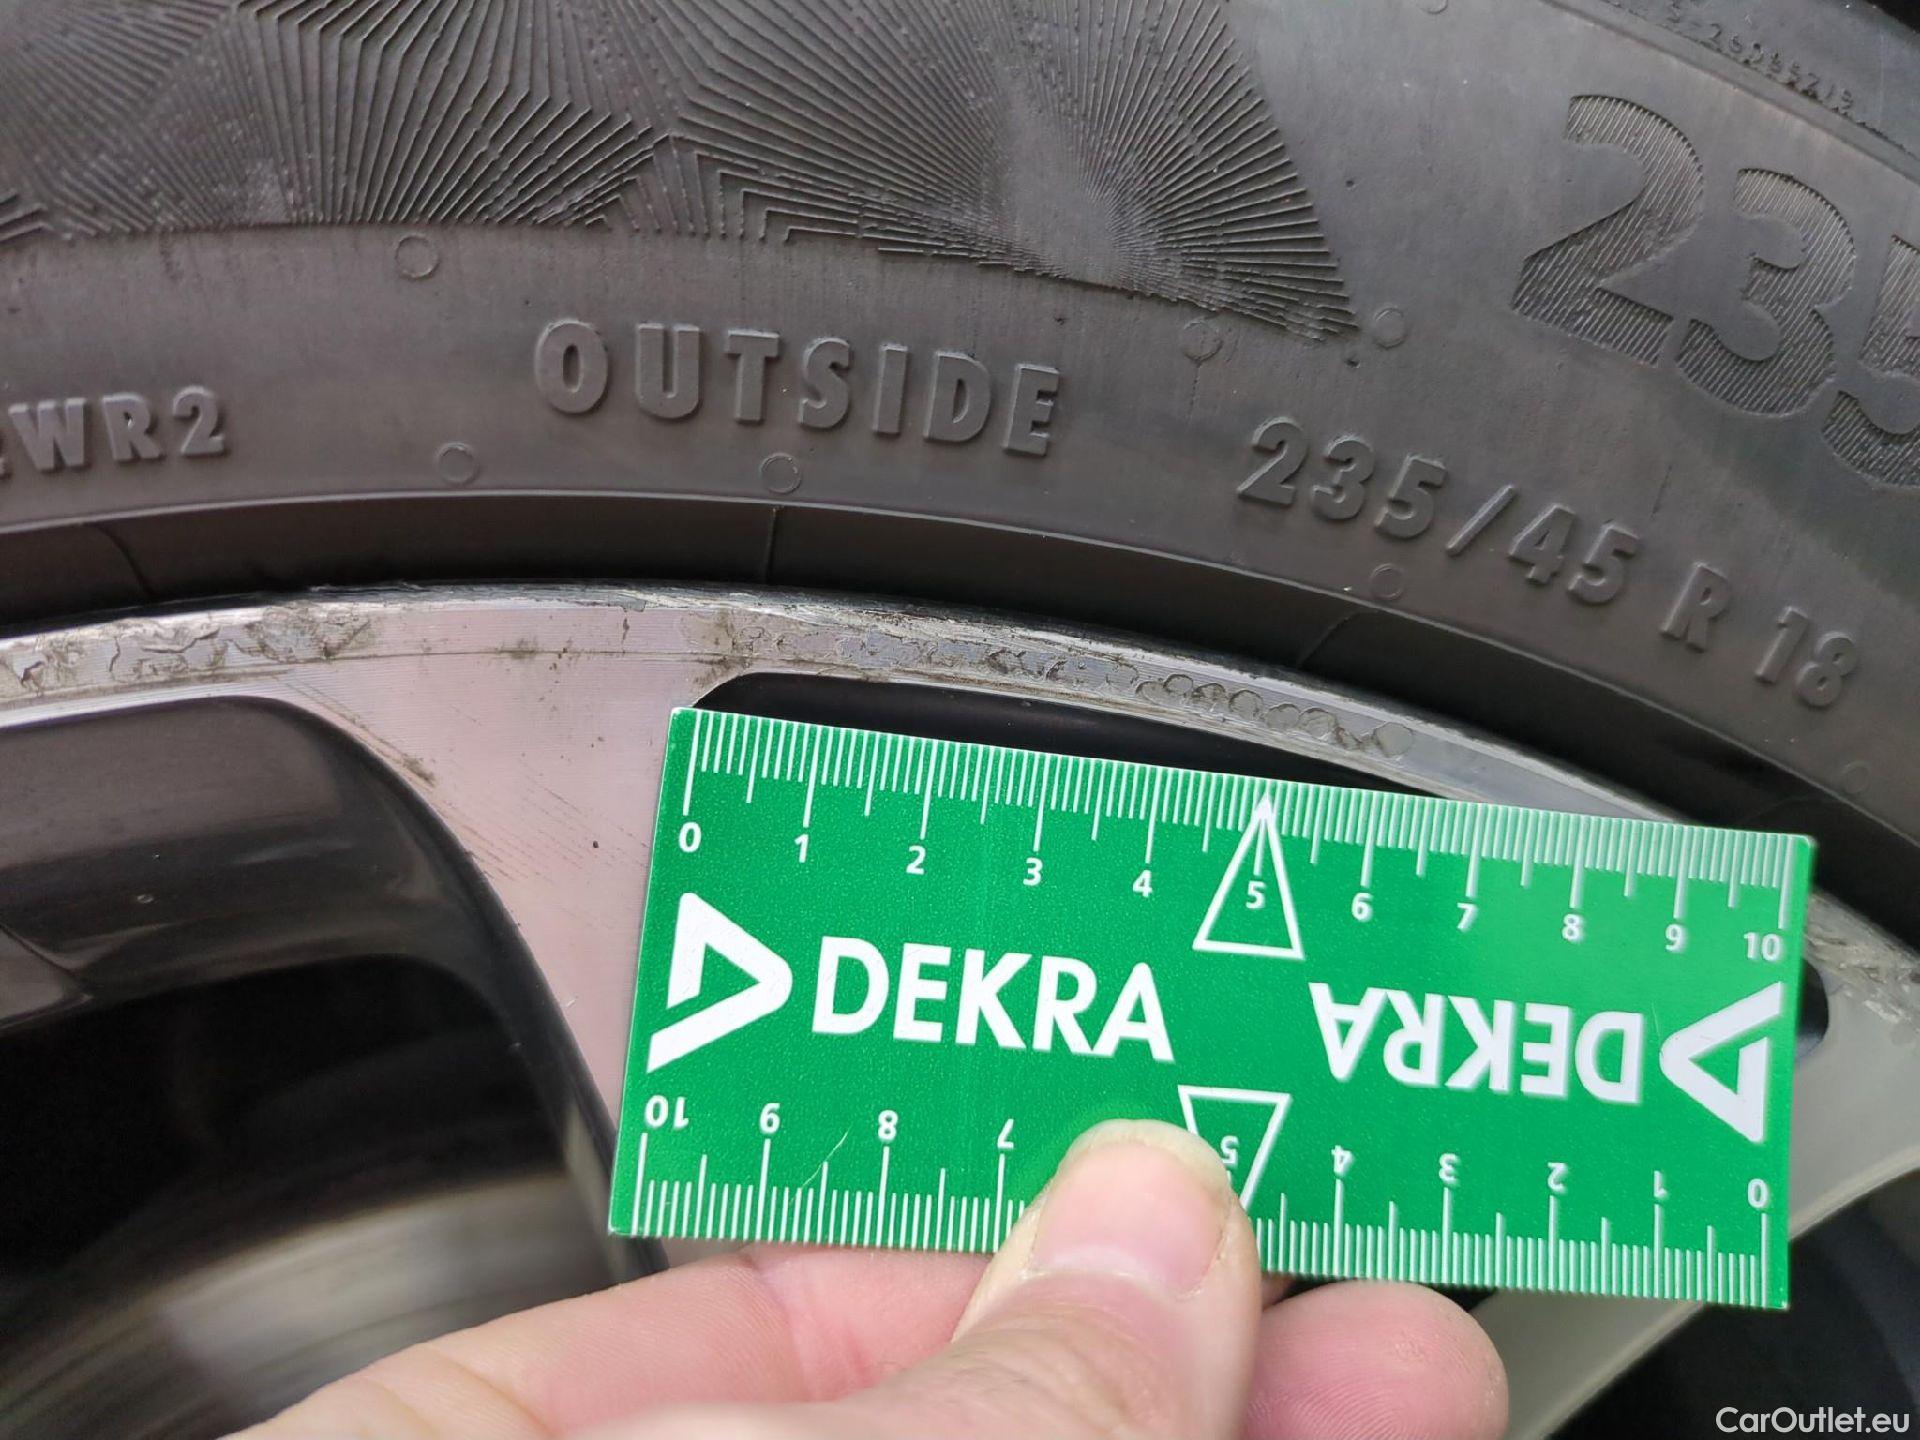 235
OUTSIDE
WR2
235/45 R 18
0 1 2 3 4 5 6 7 8 9 10
DEKRA
DEKRA
10 9 8 7 5 4 3 2 1 0
CarOutlet.eu